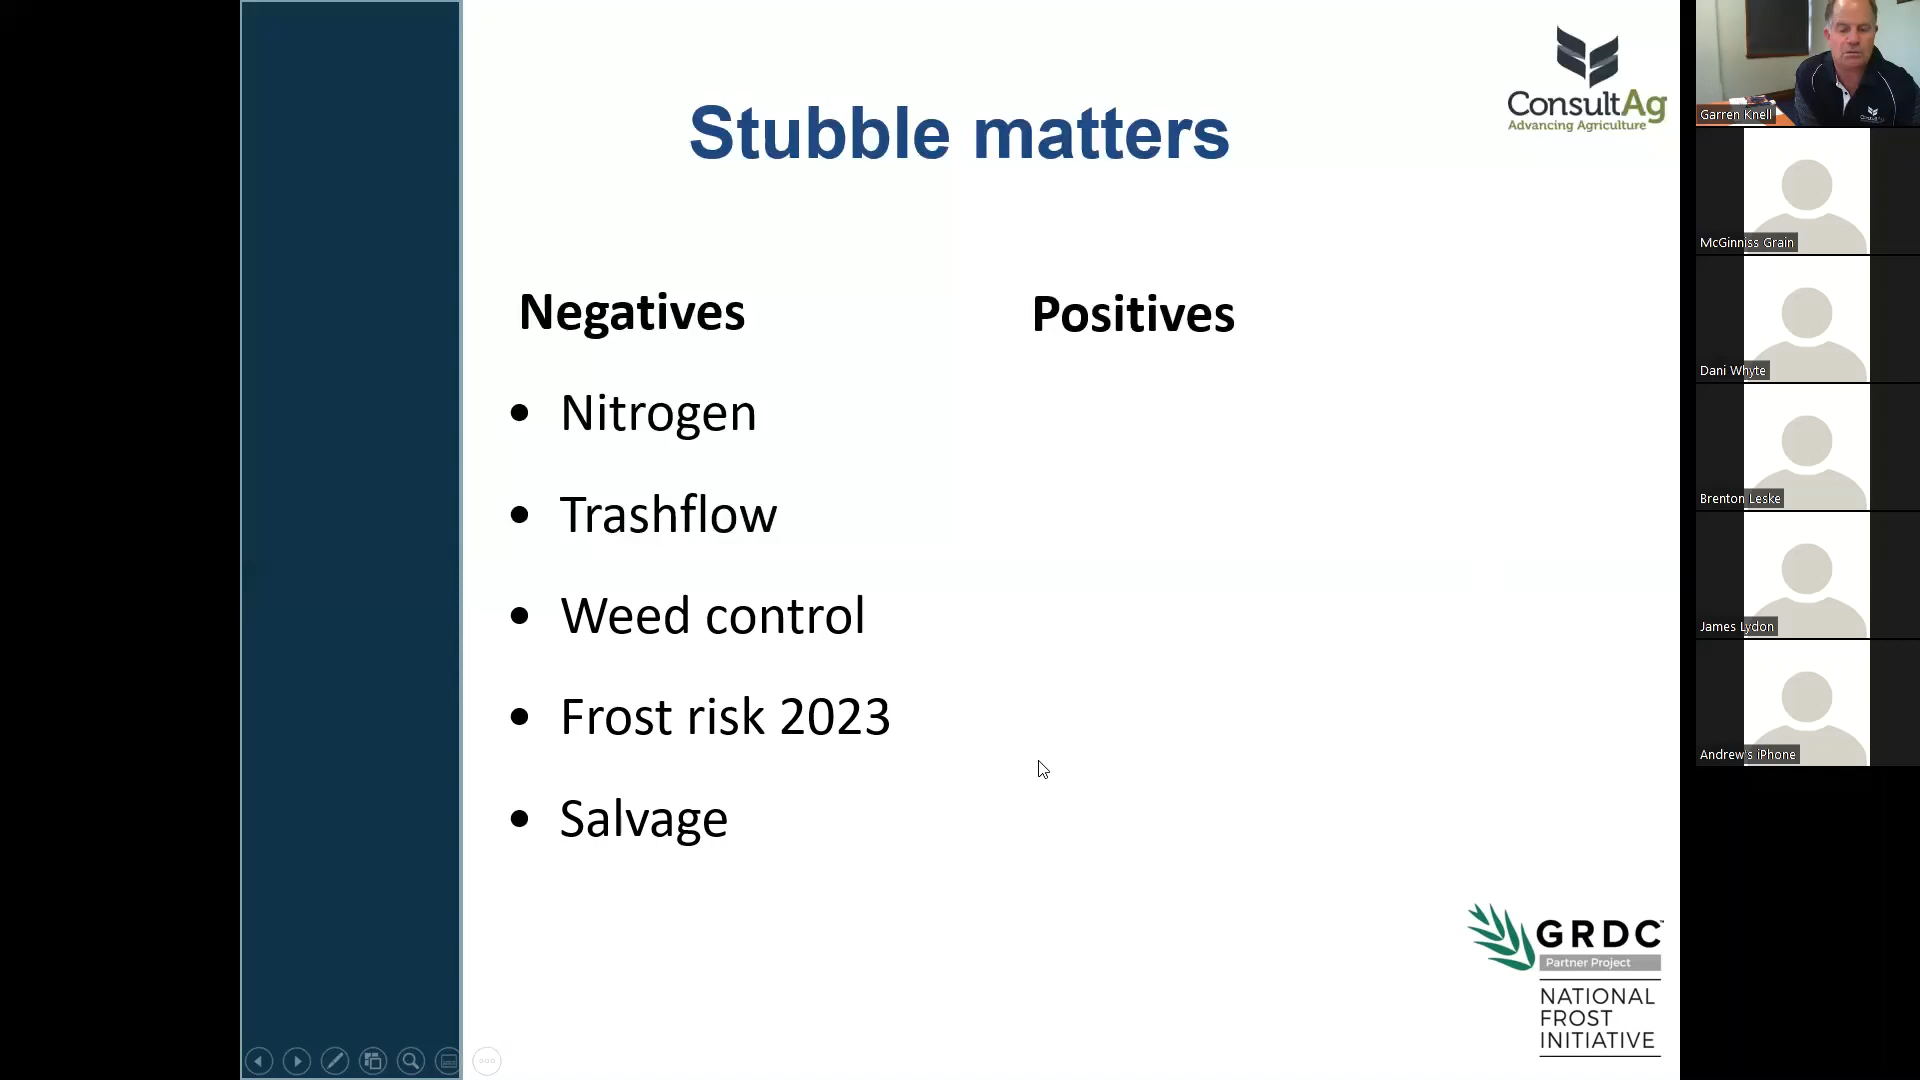 Stubble matters
ConsultAg
Advancing Agriculture
Negatives
Positives
• Nitrogen
• Trashflow
• Weed control
• Frost risk 2023
• Salvage
GRDC™
Partner Project
NATIONAL
FROST
INITIATIVE
Garren Knell
McGinniss Grain
Dani Whyte
Brenton Leske
James Lydon
Andrew's iPhone